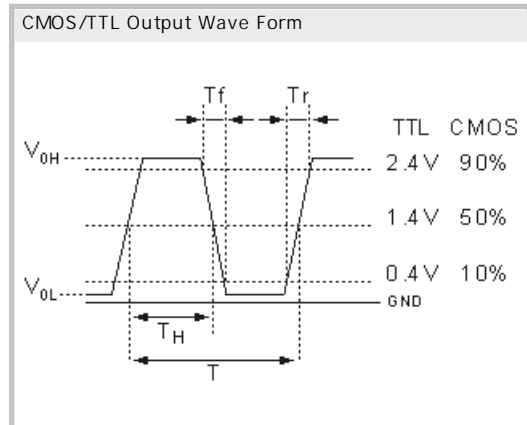 CMOS/TTL Output Wave Form
Tf Tr
TTL CMOS
V0H 2.4V 90%
1.4V 50%
0.4V 10%
V0L GND
TH
T